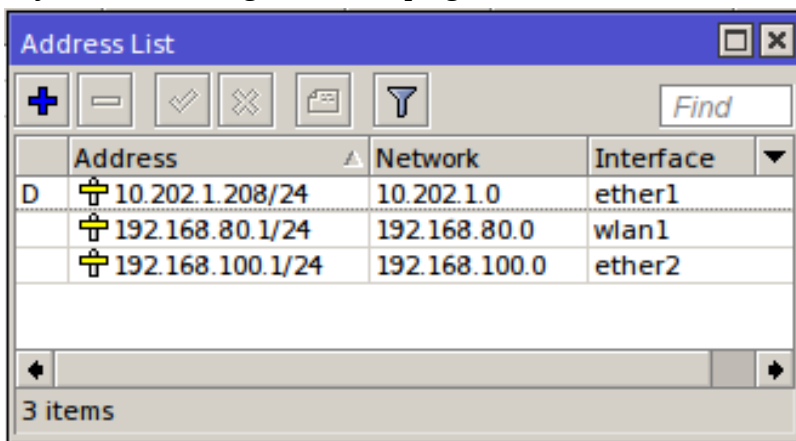 Address List
Find
Address Network Interface
D 10.202.1.208/24 10.202.1.0 ether1
192.168.80.1/24 192.168.80.0 wlan1
192.168.100.1/24 192.168.100.0 ether2
3 items